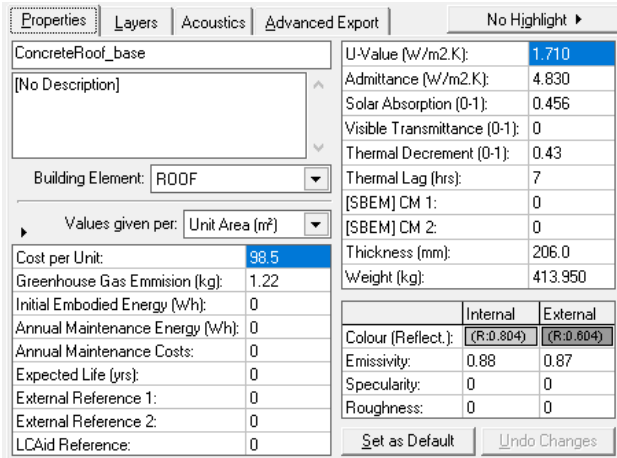 Properties Layers Acoustics Advanced Export No Highlight
ConcreteRoof_base
[No Description]
Building Element: ROOF
Values given per: Unit Area (m²)
Cost per Unit: 98.5
Greenhouse Gas Emmision (kg): 1.22
Initial Embodied Energy (Wh): 0
Annual Maintenance Energy (Wh): 0
Annual Maintenance Costs: 0
Expected Life (yrs): 0
External Reference 1: 0
External Reference 2: 0
LCAid Reference: 0
U-Value (W/m2.K): 1.710
Admittance (W/m2.K): 4.830
Solar Absorption (0-1): 0.456
Visible Transmittance (0-1): 0
Thermal Decrement (0-1): 0.43
Thermal Lag (hrs): 7
[SBEM] CM 1: 0
[SBEM] CM 2: 0
Thickness (mm): 206.0
Weight (kg): 413.950
Internal External
Colour (Reflect.): (R:0.804) (R:0.604)
Emissivity: 0.88 0.87
Specularity: 0 0
Roughness: 0 0
Set as Default Undo Changes